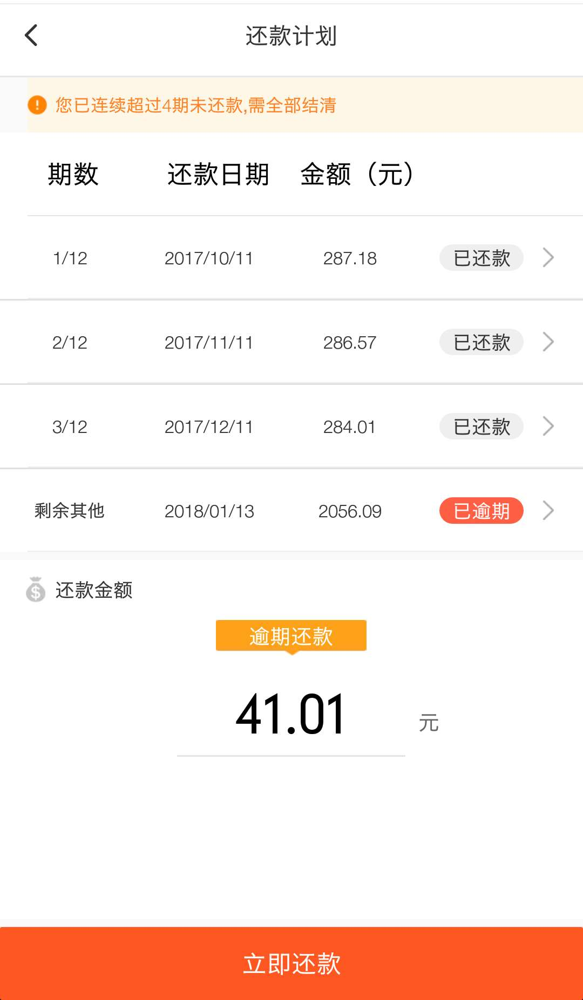 还款计划
您已连续超过4期未还款,需全部结清
期数 还款日期 金额（元）
1/12 2017/10/11 287.18 已还款
2/12 2017/11/11 286.57 已还款
3/12 2017/12/11 284.01 已还款
剩余其他 2018/01/13 2056.09 已逾期
还款金额
逾期还款
41.01 元
立即还款